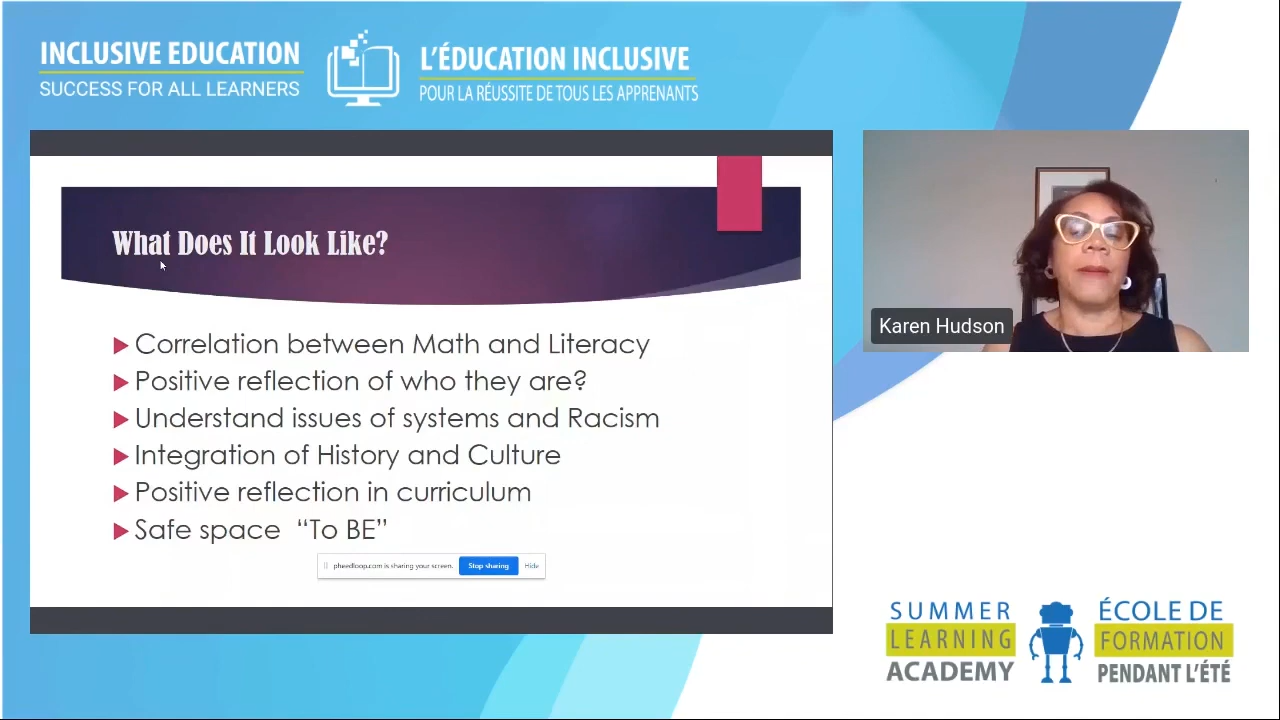 INCLUSIVE EDUCATION
SUCCESS FOR ALL LEARNERS
L'ÉDUCATION INCLUSIVE
POUR LA RÉUSSITE DE TOUS LES APPRENANTS
What Does It Look Like?
Correlation between Math and Literacy
Positive reflection of who they are?
Understand issues of systems and Racism
Integration of History and Culture
Positive reflection in curriculum
Safe space “To BE”
pheedloop.com is sharing your screen. Stop sharing Hide
Karen Hudson
SUMMER
LEARNING
ACADEMY
ÉCOLE DE
FORMATION
PENDANT L'ÉTÉ